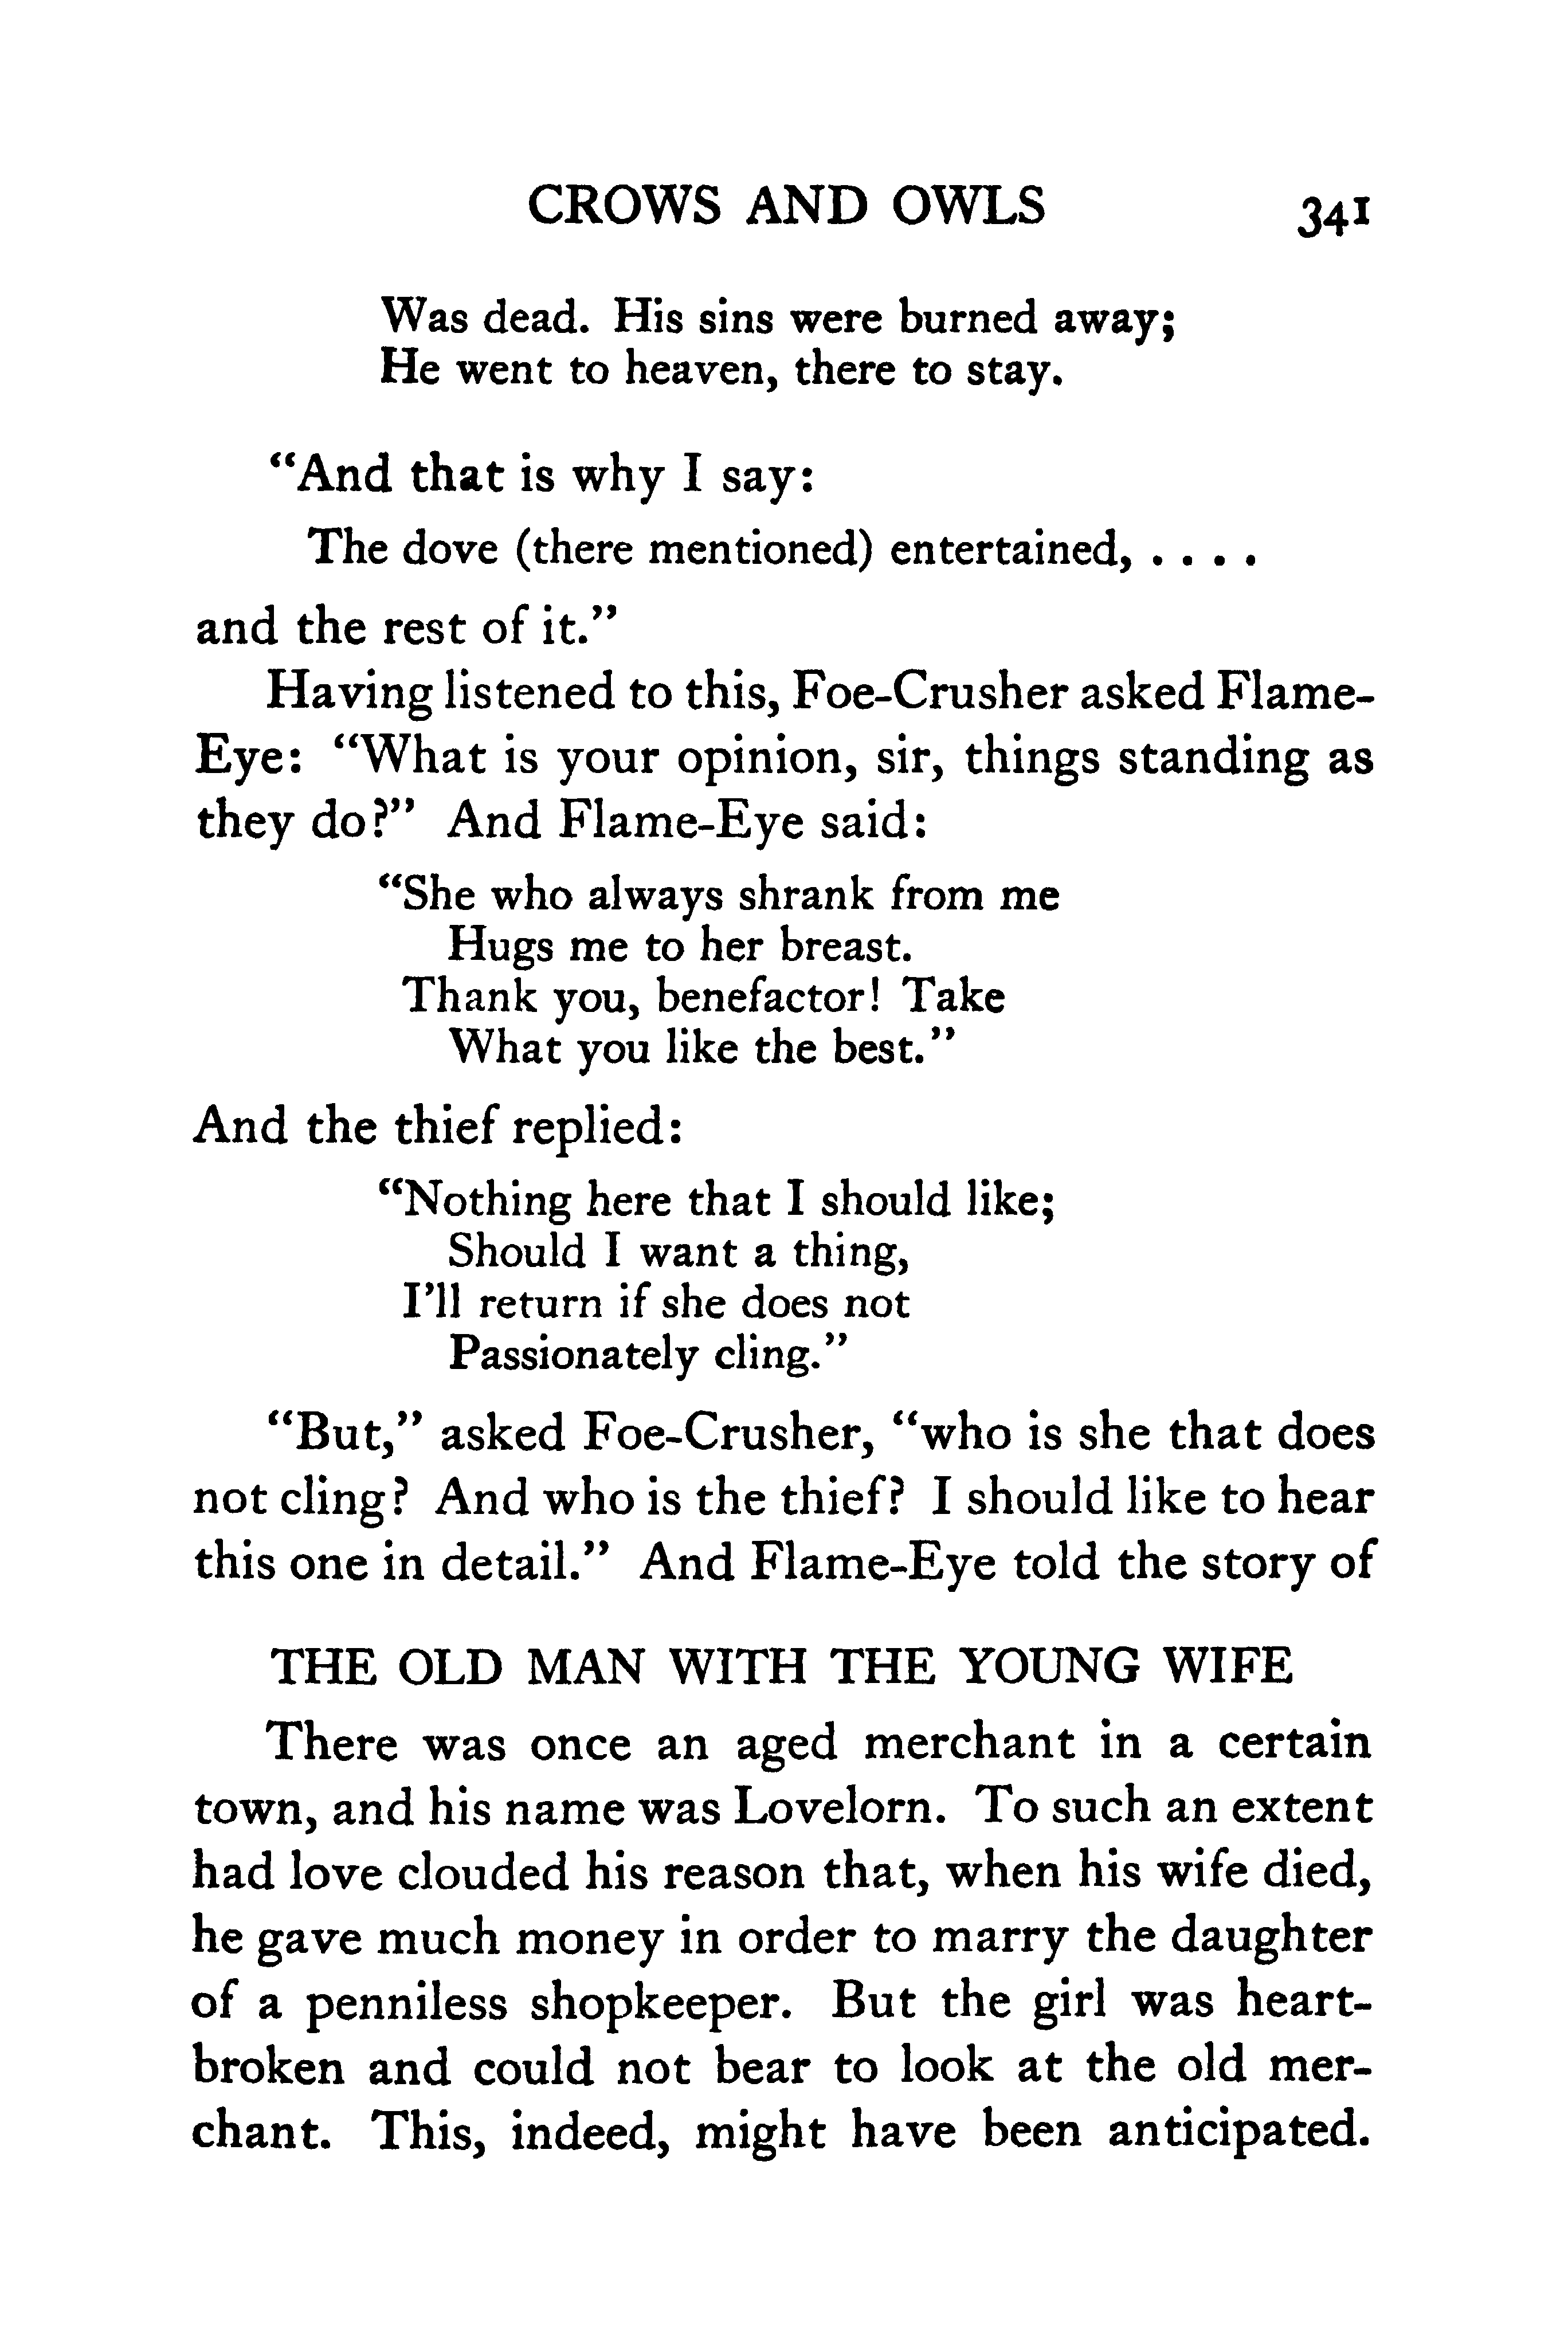 CROWS AND OWLS 341
Was dead. His sins were burned away;
He went to heaven, there to stay.
“And that is why I say:
The dove (there mentioned) entertained, . . . .
and the rest of it.”
Having listened to this, Foe-Crusher asked Flame-
Eye: “What is your opinion, sir, things standing as
they do?” And Flame-Eye said:
“She who always shrank from me
Hugs me to her breast.
Thank you, benefactor! Take
What you like the best.”
And the thief replied:
“Nothing here that I should like;
Should I want a thing,
I’ll return if she does not
Passionately cling.”
“But,” asked Foe-Crusher, “who is she that does
not cling? And who is the thief? I should like to hear
this one in detail.” And Flame-Eye told the story of
THE OLD MAN WITH THE YOUNG WIFE
There was once an aged merchant in a certain
town, and his name was Lovelorn. To such an extent
had love clouded his reason that, when his wife died,
he gave much money in order to marry the daughter
of a penniless shopkeeper. But the girl was heart-
broken and could not bear to look at the old mer-
chant. This, indeed, might have been anticipated.